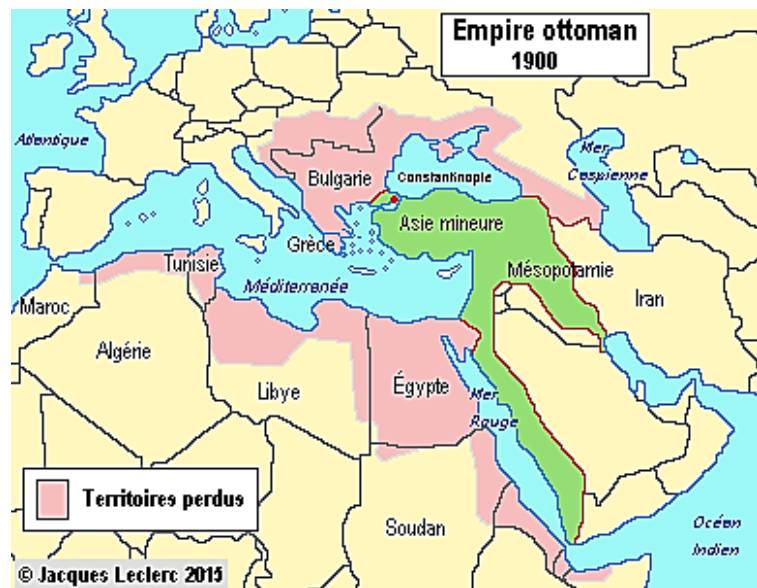 Empire ottoman
1900
Atlantique
Mer
Caspienne
Constantinople
Bulgarie
Asie mineure
Grèce
Tunisie
Mésopotamie
Méditerranée
Maroc
Iran
Algérie
Libye
Égypte
Mer
Rouge
Territoires perdus
Soudan
Océan
Indien
© Jacques Leclerc 2015